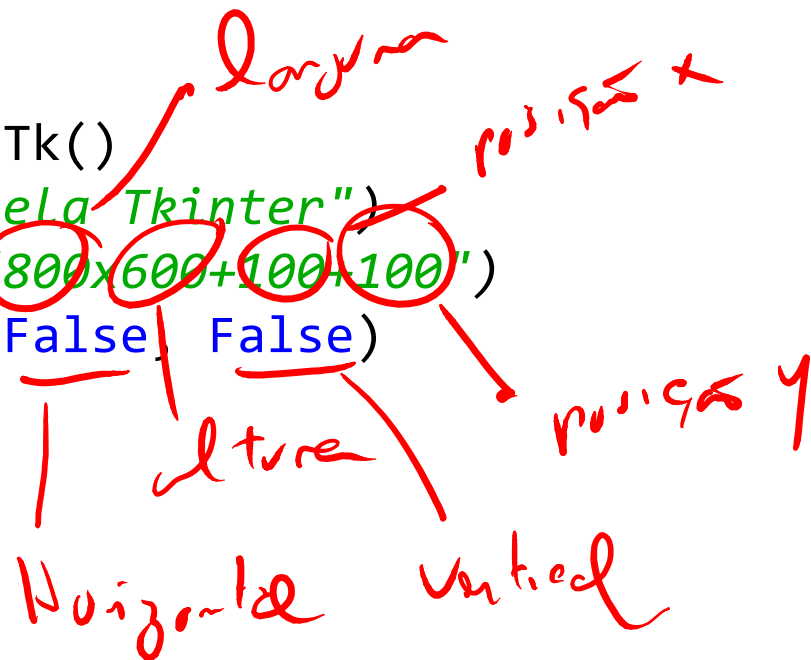 largura
posição x
Tk()
ela Tkinter")
800x600+100+100")
False, False)
posição y
altura
Horizontal
Vertical